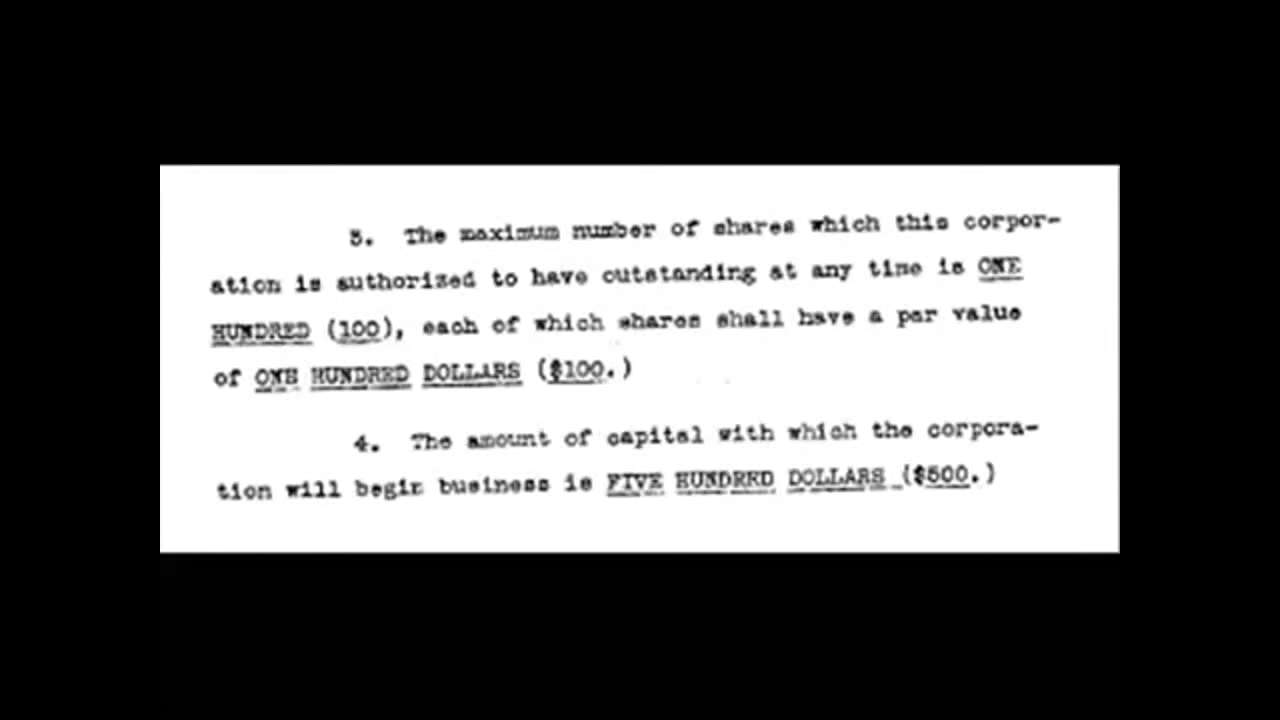 3. The maximum number of shares which this corpor-
ation is authorized to have outstanding at any time is ONE
HUNDRED (100), each of which shares shall have a par value
of ONE HUNDRED DOLLARS ($100.)
4. The amount of capital with which the corpora-
tion will begin business is FIVE HUNDRED DOLLARS ($500.)